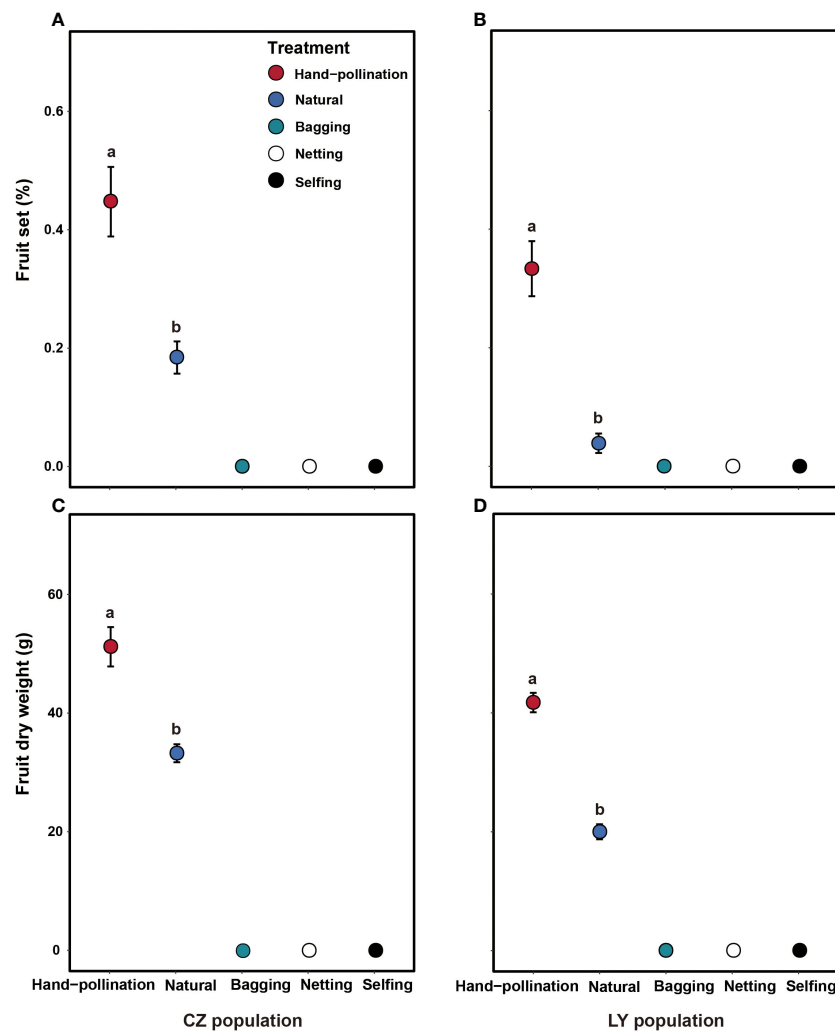 A
B
Treatment
Hand-pollination
Natural
Bagging
Netting
Selfing
Fruit set (%)
0.6
0.4
0.2
0.0
a
b
a
b
C
D
Fruit dry weight (g)
60
40
20
0
a
b
a
b
Hand-pollination Natural Bagging Netting Selfing
Hand-pollination Natural Bagging Netting Selfing
CZ population
LY population